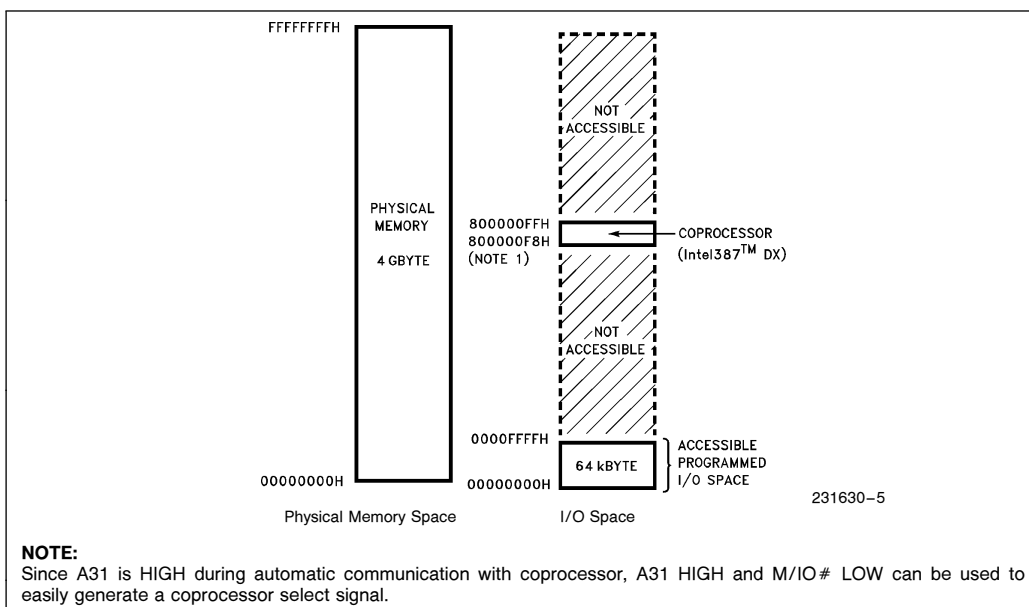 FFFFFFFFH
PHYSICAL
MEMORY
4 GBYTE
00000000H
Physical Memory Space
NOT
ACCESSIBLE
800000FFH
800000F8H
(NOTE 1)
COPROCESSOR
(Intel387™ DX)
NOT
ACCESSIBLE
0000FFFFH
64 kBYTE
00000000H
ACCESSIBLE
PROGRAMMED
I/O SPACE
I/O Space
231630–5
NOTE:
Since A31 is HIGH during automatic communication with coprocessor, A31 HIGH and M/IO# LOW can be used to
easily generate a coprocessor select signal.